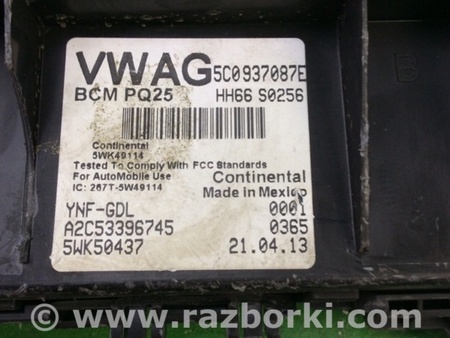 VWAG 5C0937087E
BCM PQ25 HH66 S0256
Continental
5WK49114
Tested To Comply With FCC Standards
For AutoMobile Use
IC: 267T-5W49114
Continental
Made in Mexico
YNF-GDL 0001
A2C53396745 0365
5WK50437 21.04.13
B
© www.razborki.com